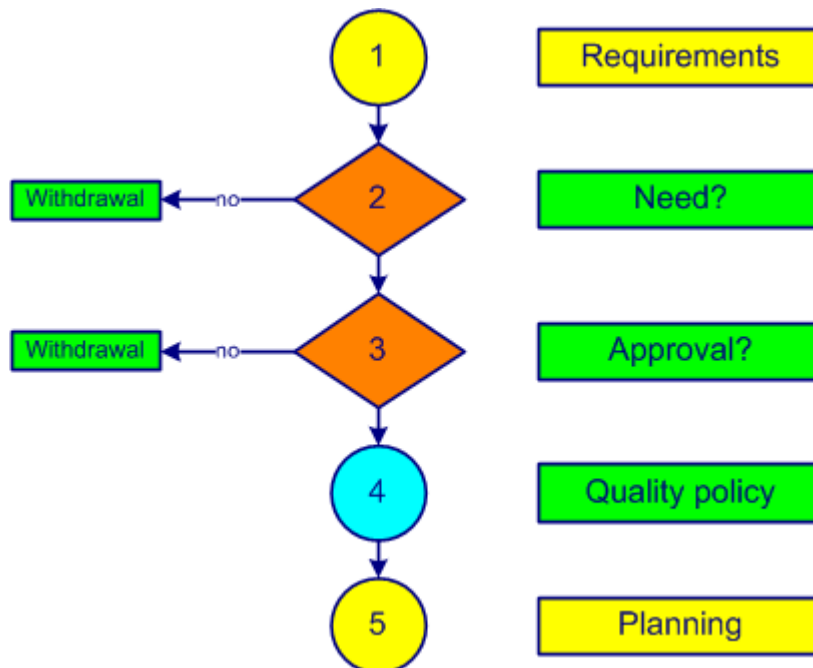 1
Requirements
Withdrawal
no
2
Need?
Withdrawal
no
3
Approval?
4
Quality policy
5
Planning